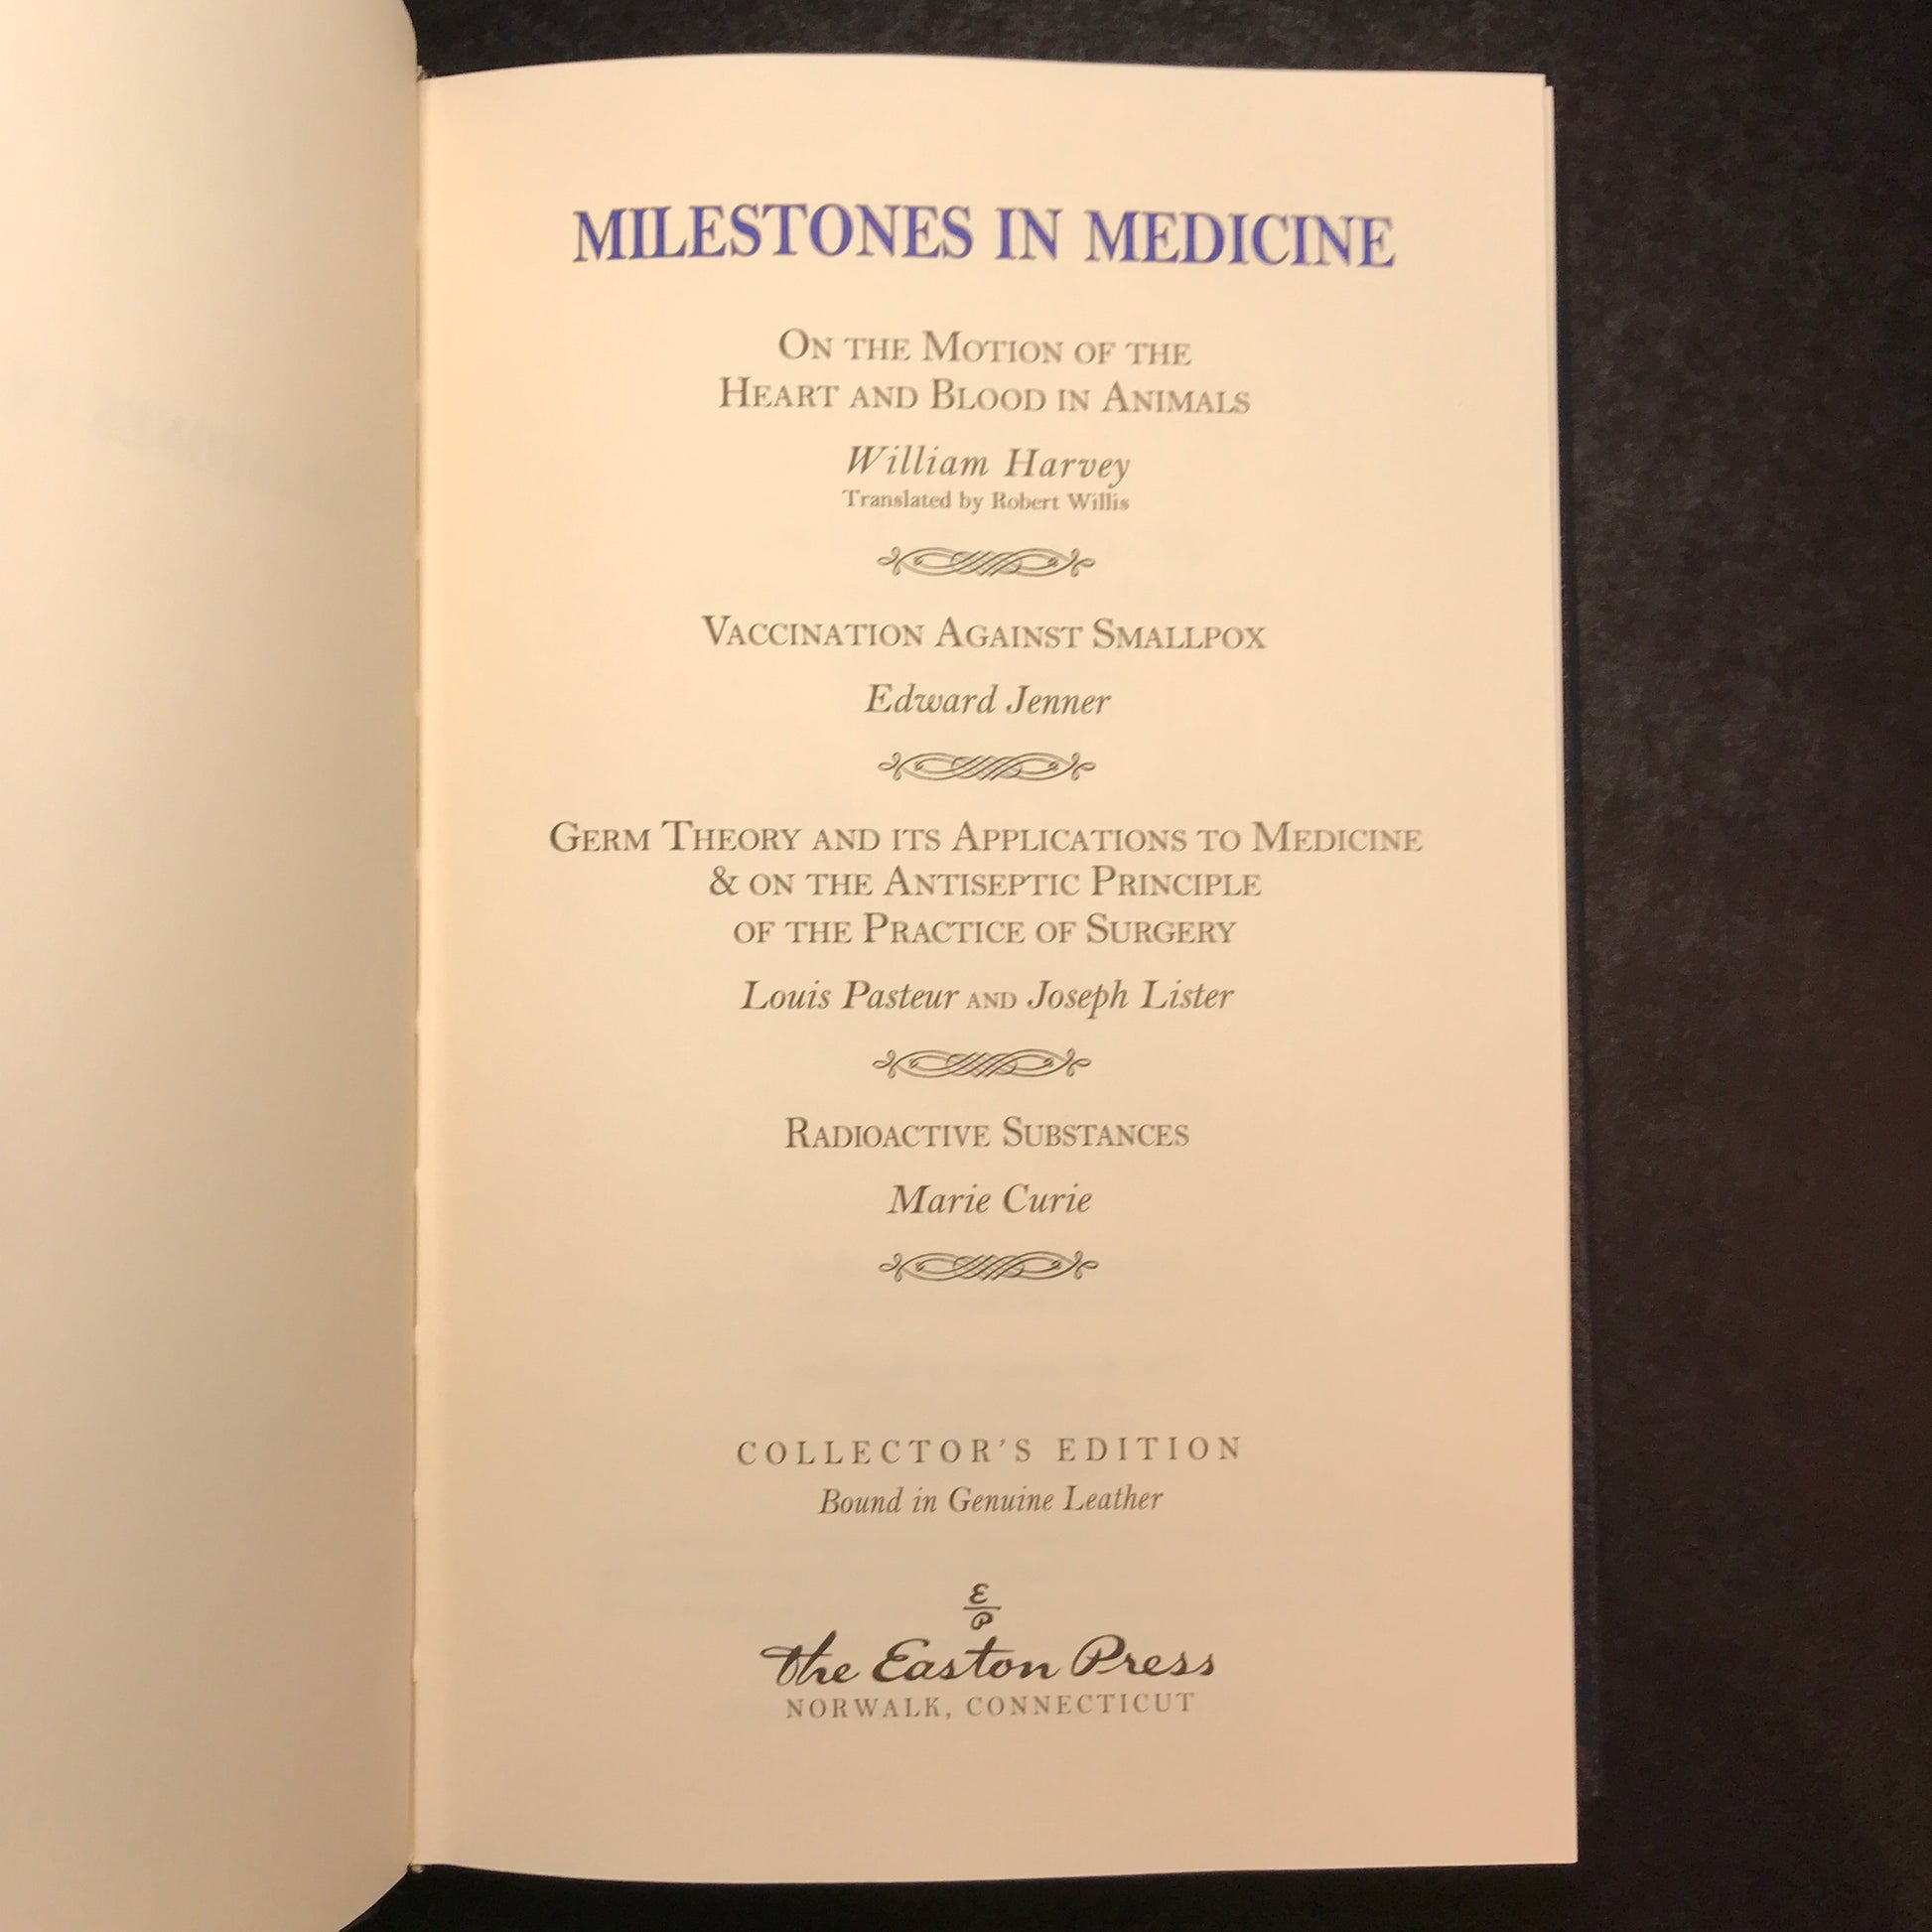 MILESTONES IN MEDICINE
ON THE MOTION OF THE
HEART AND BLOOD IN ANIMALS
William Harvey
Translated by Robert Willis
VACCINATION AGAINST SMALLPOX
Edward Jenner
GERM THEORY AND ITS APPLICATIONS TO MEDICINE
& ON THE ANTISEPTIC PRINCIPLE
OF THE PRACTICE OF SURGERY
Louis Pasteur AND Joseph Lister
RADIOACTIVE SUBSTANCES
Marie Curie
COLLECTOR'S EDITION
Bound in Genuine Leather
E
P
The Easton Press
NORWALK, CONNECTICUT